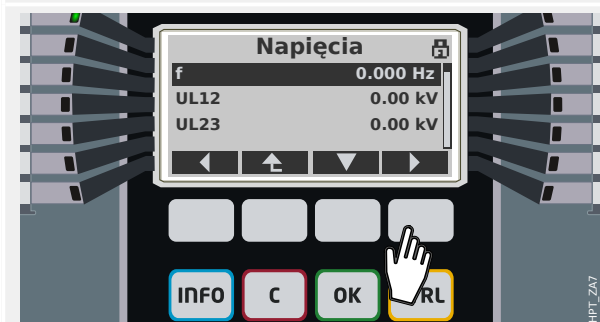 Napięcia
f 0.000 Hz
UL12 0.00 kV
UL23 0.00 kV
INFO C OK RL
HPT_ZA7